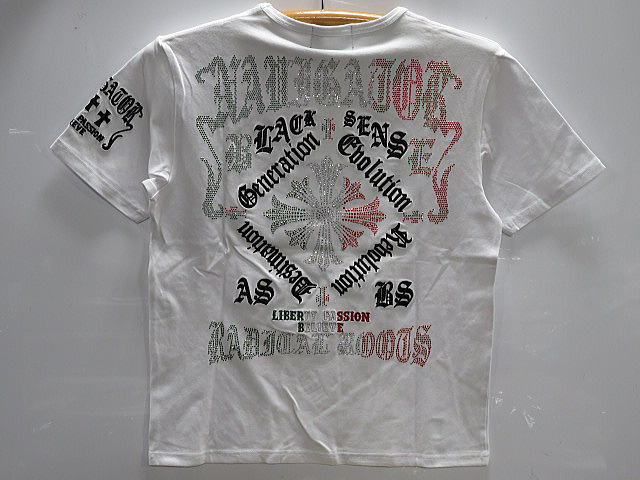 NAVIGATOR
BLACK SENSE
Generation
Evolution
Destination
Revolution
AS
BS
LIBERTY PASSION
BELIEVE
RADICAL ROOTS